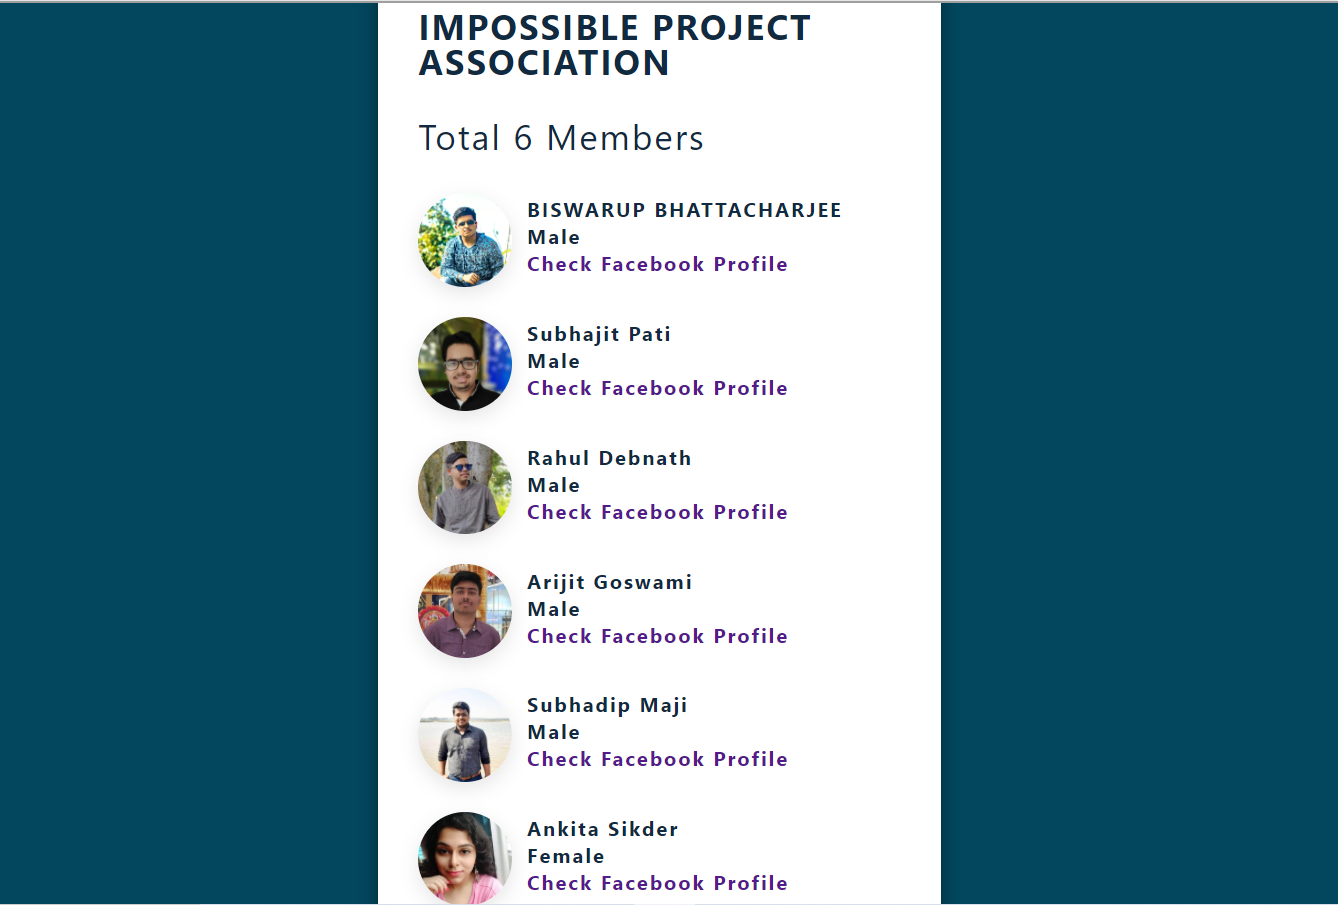 IMPOSSIBLE PROJECT
ASSOCIATION
Total 6 Members
BISWARUP BHATTACHARJEE
Male
Check Facebook Profile
Subhajit Pati
Male
Check Facebook Profile
Rahul Debnath
Male
Check Facebook Profile
Arijit Goswami
Male
Check Facebook Profile
Subhadip Maji
Male
Check Facebook Profile
Ankita Sikder
Female
Check Facebook Profile